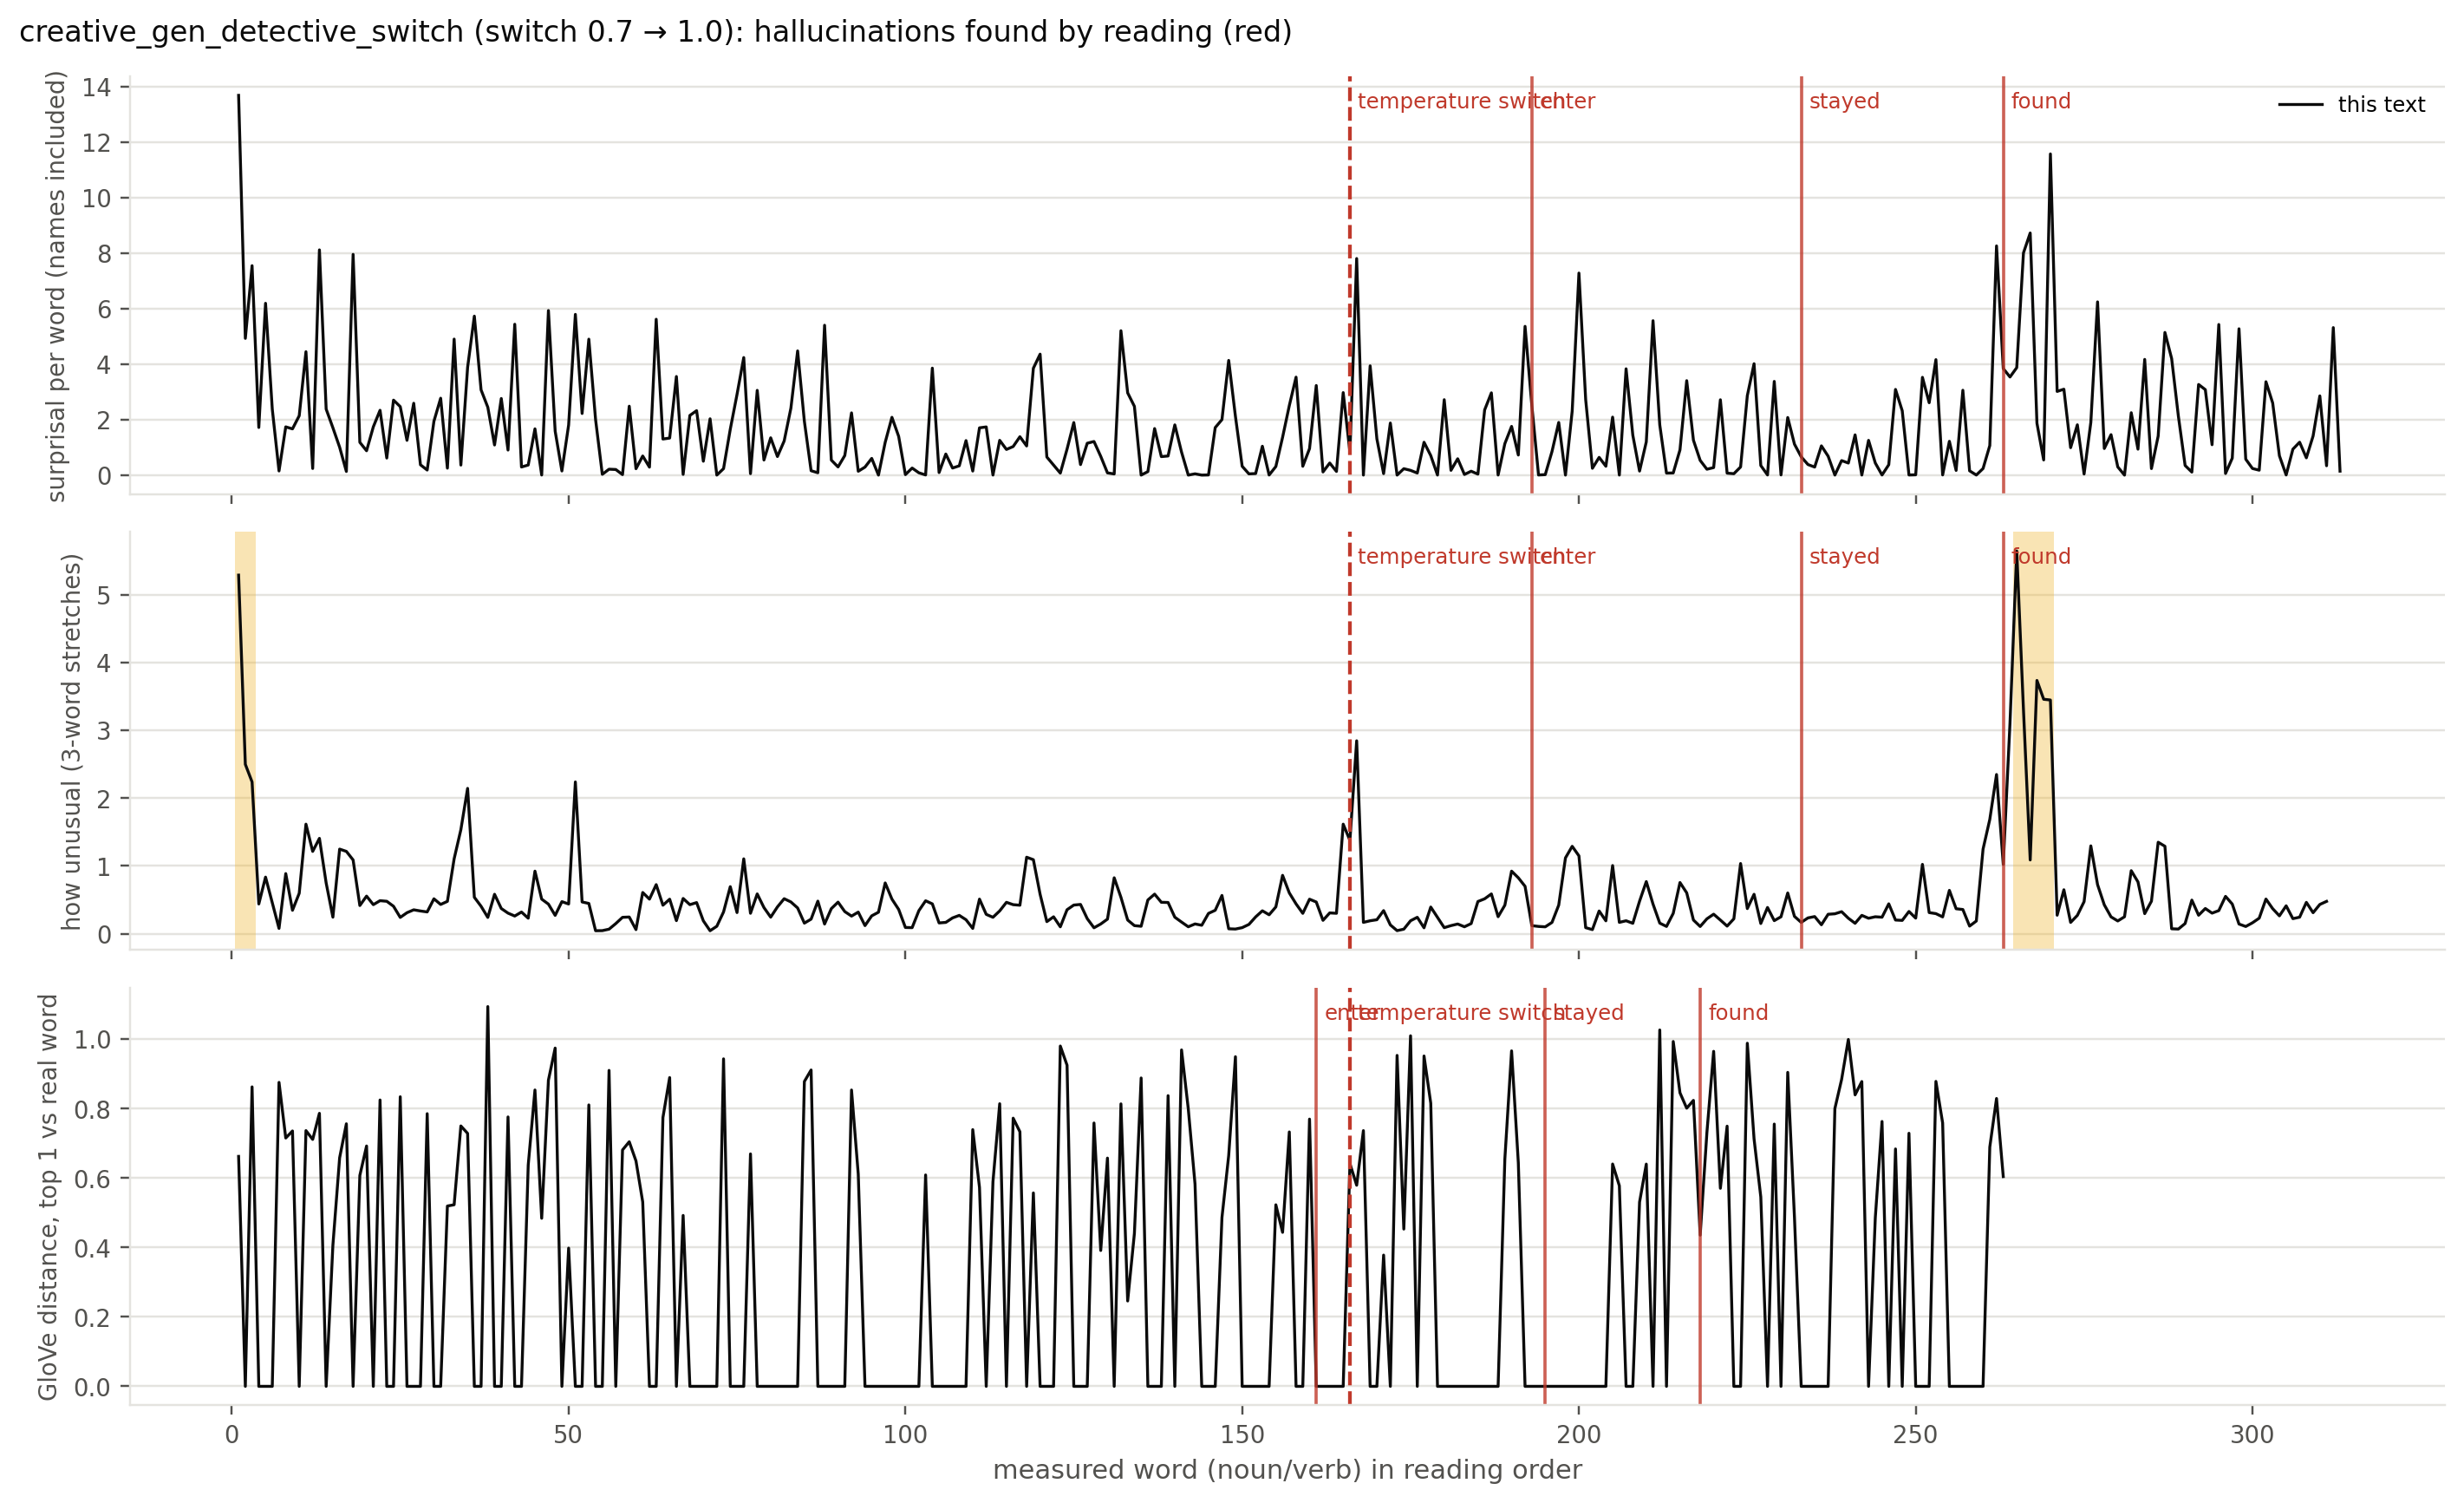 creative_gen_detective_switch (switch 0.7 → 1.0): hallucinations found by reading (red)
surprisal per word (names included)
14
12
10
8
6
4
2
0
temperature switch
enter
stayed
found
this text
how unusual (3-word stretches)
5
4
3
2
1
0
temperature switch
enter
stayed
found
GloVe distance, top 1 vs real word
1.0
0.8
0.6
0.4
0.2
0.0
enter
temperature switch
stayed
found
0 50 100 150 200 250 300
measured word (noun/verb) in reading order